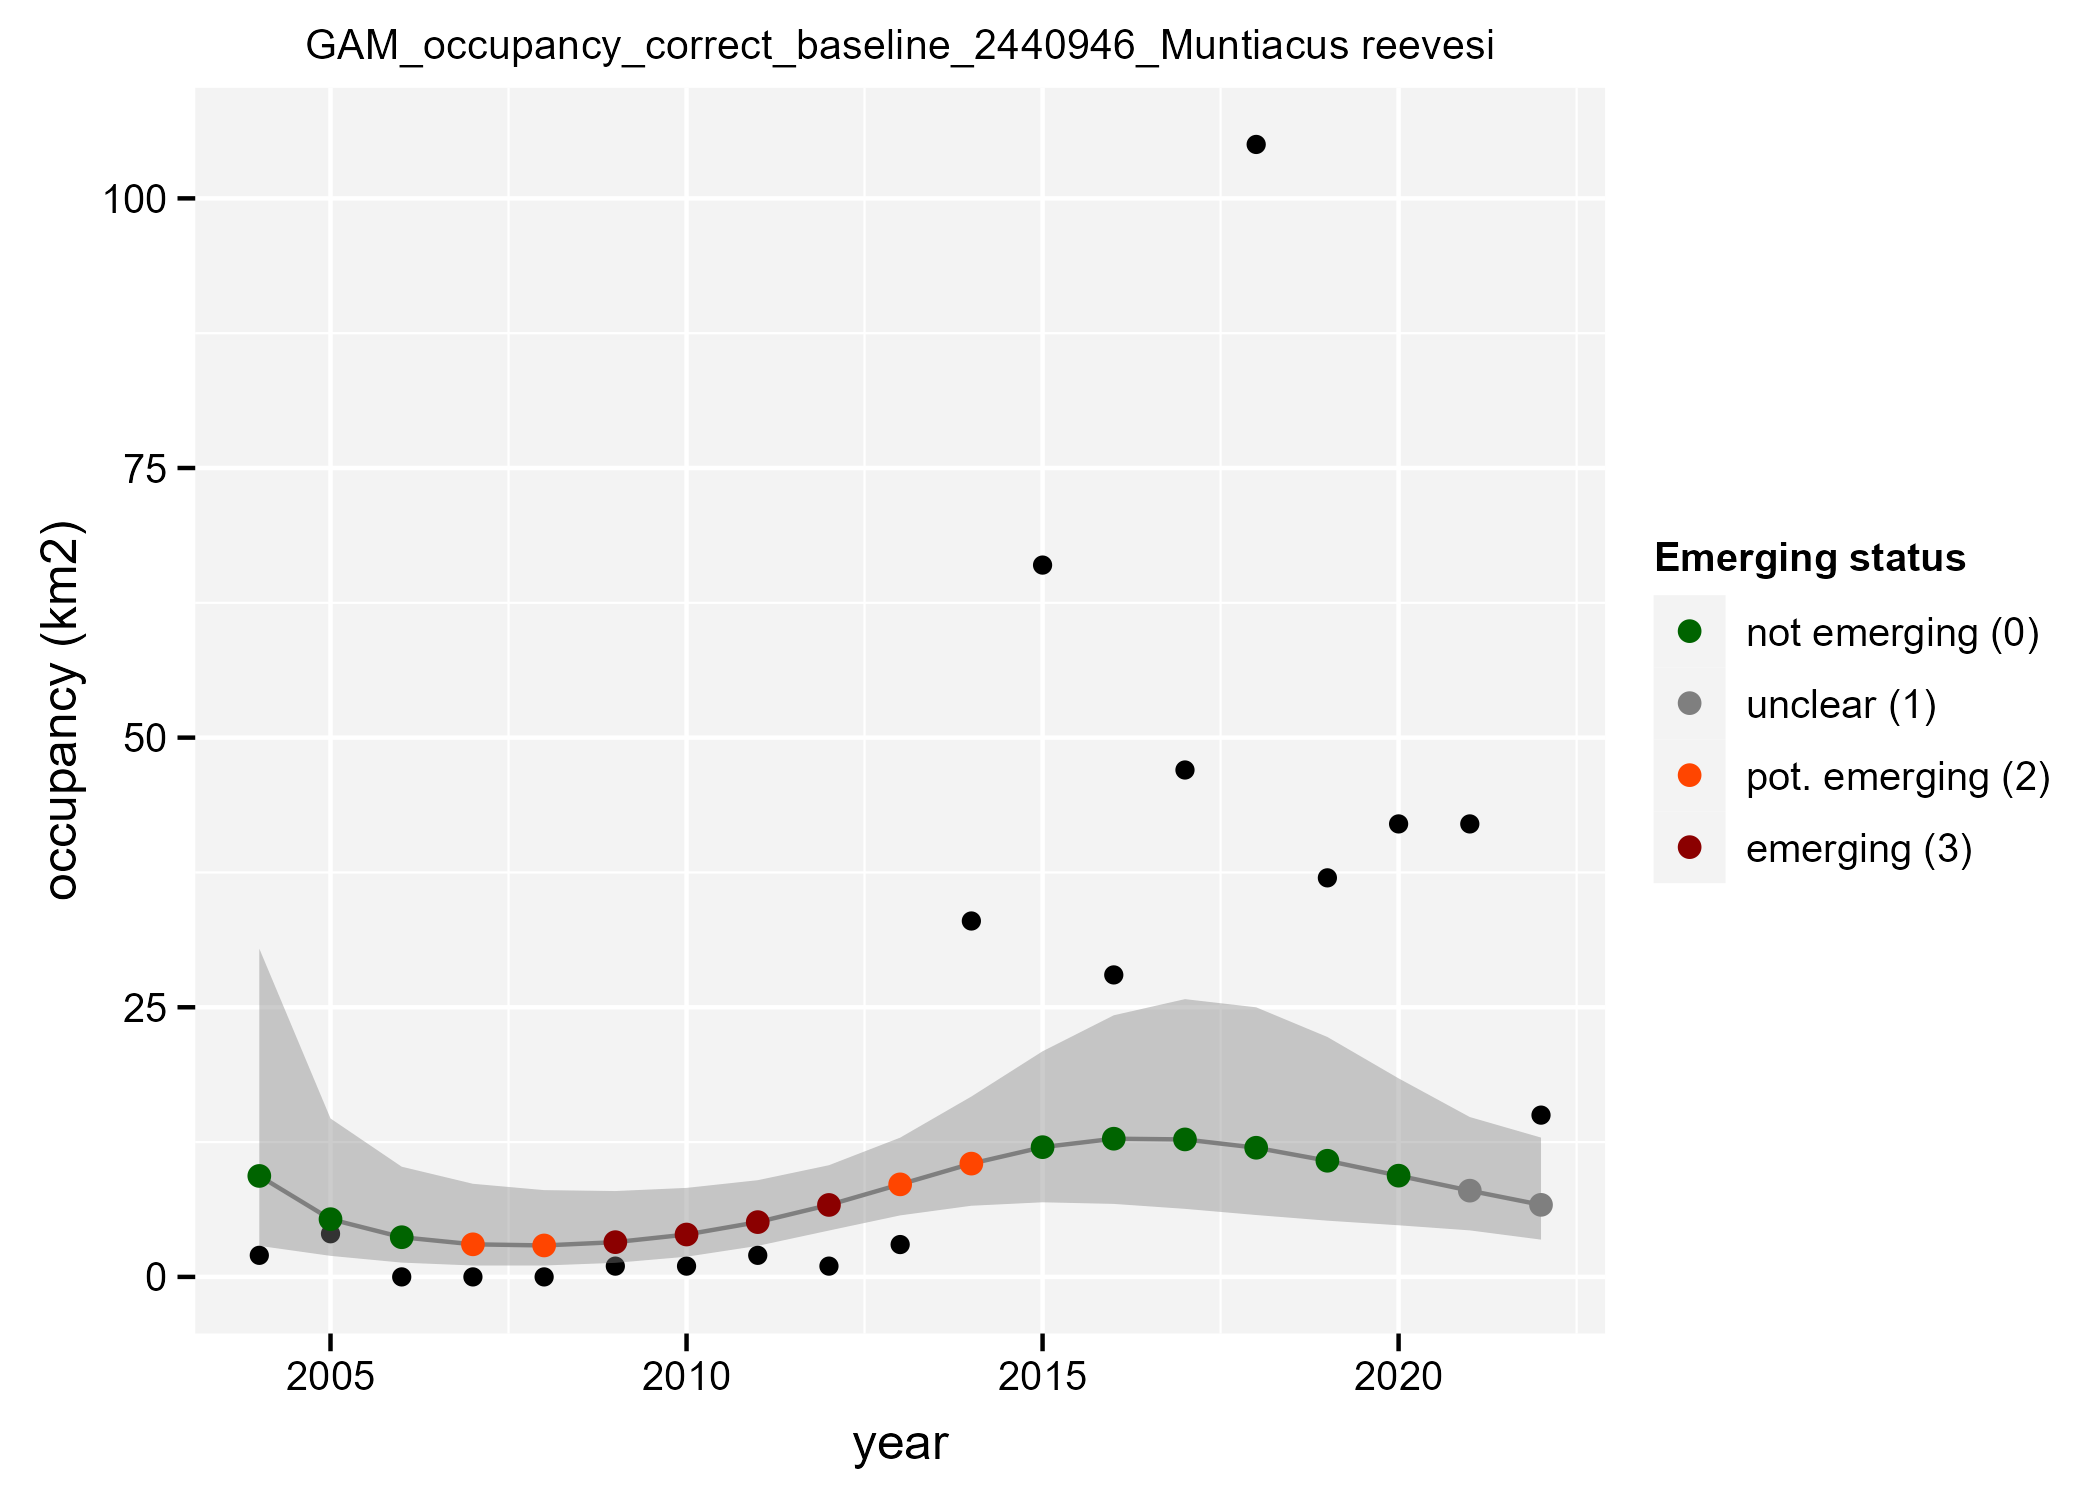 GAM_occupancy_correct_baseline_2440946_Muntiacus reevesi
occupancy (km2)
100
75
50
25
0
2005 2010 2015 2020
year
Emerging status
not emerging (0)
unclear (1)
pot. emerging (2)
emerging (3)